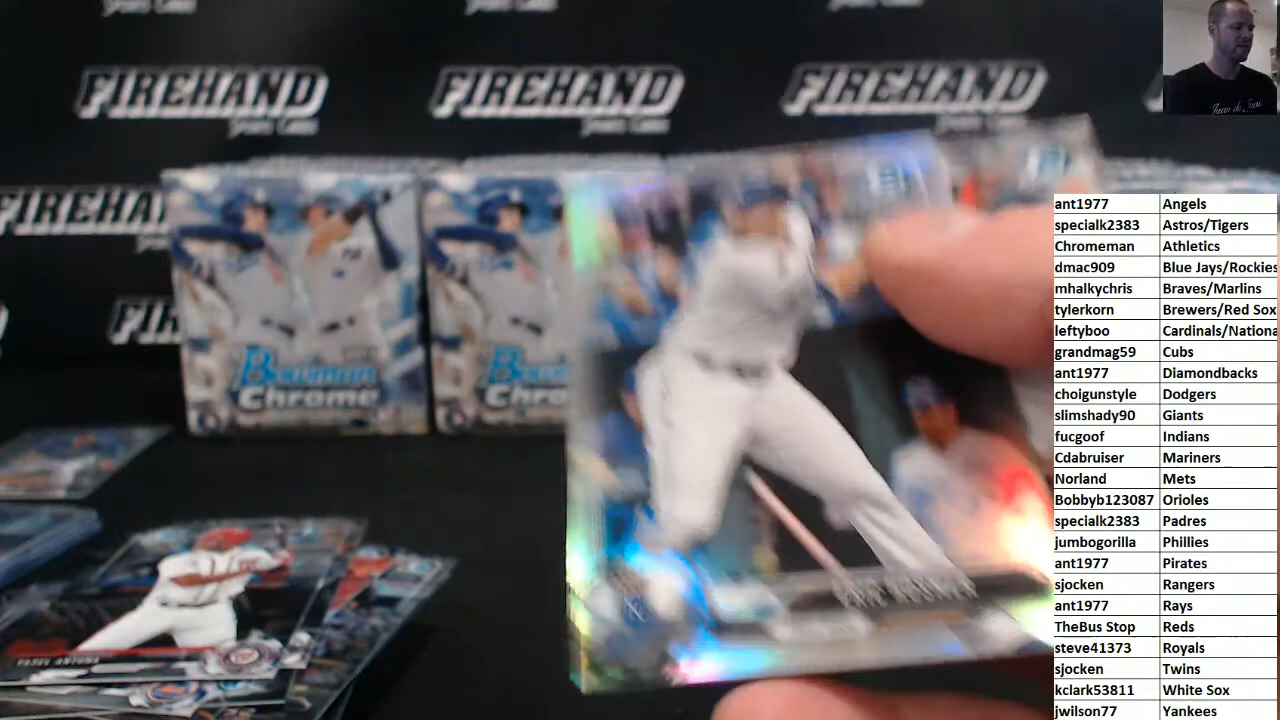 FIREHAND
FIREHAND
FIREHAND
FIREHAND
Bowman
Chrome
Bowman
Chrome
ant1977 Angels
specialk2383 Astros/Tigers
Chromeman Athletics
dmac909 Blue Jays/Rockies
mhalkychris Braves/Marlins
tylerkorn Brewers/Red Sox
leftyboo Cardinals/Nationa
grandmag59 Cubs
ant1977 Diamondbacks
choigunstyle Dodgers
slimshady90 Giants
fucgoof Indians
Cdabruiser Mariners
Norland Mets
Bobbyb123087 Orioles
specialk2383 Padres
jumbogorilla Phillies
ant1977 Pirates
sjocken Rangers
ant1977 Rays
TheBus Stop Reds
steve41373 Royals
sjocken Twins
kclark53811 White Sox
jwilson77 Yankees